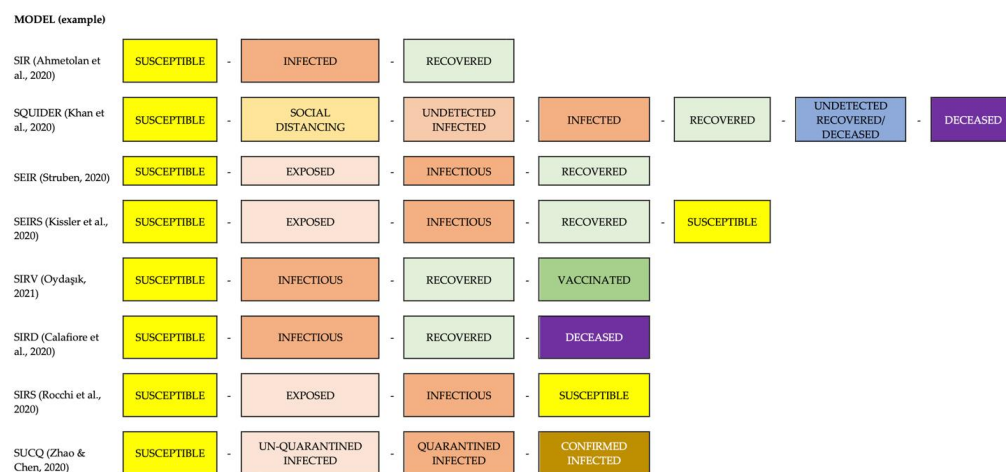 MODEL (example)
SIR (Ahmetolan et
al., 2020)
SUSCEPTIBLE - INFECTED - RECOVERED
SQUIDER (Khan et
al., 2020)
SUSCEPTIBLE - SOCIAL
DISTANCING - UNDETECTED
INFECTED - INFECTED - RECOVERED - UNDETECTED
RECOVERED/
DECEASED - DECEASED
SEIR (Struben, 2020)
SUSCEPTIBLE - EXPOSED - INFECTIOUS - RECOVERED
SEIRS (Kissler et al.,
2020)
SUSCEPTIBLE - EXPOSED - INFECTIOUS - RECOVERED - SUSCEPTIBLE
SIRV (Oydaşık,
2021)
SUSCEPTIBLE - INFECTIOUS - RECOVERED - VACCINATED
SIRD (Calafiore et
al., 2020)
SUSCEPTIBLE - INFECTIOUS - RECOVERED - DECEASED
SIRS (Rocchi et al.,
2020)
SUSCEPTIBLE - EXPOSED - INFECTIOUS - SUSCEPTIBLE
SUCQ (Zhao &
Chen, 2020)
SUSCEPTIBLE - UN-QUARANTINED
INFECTED - QUARANTINED
INFECTED - CONFIRMED
INFECTED